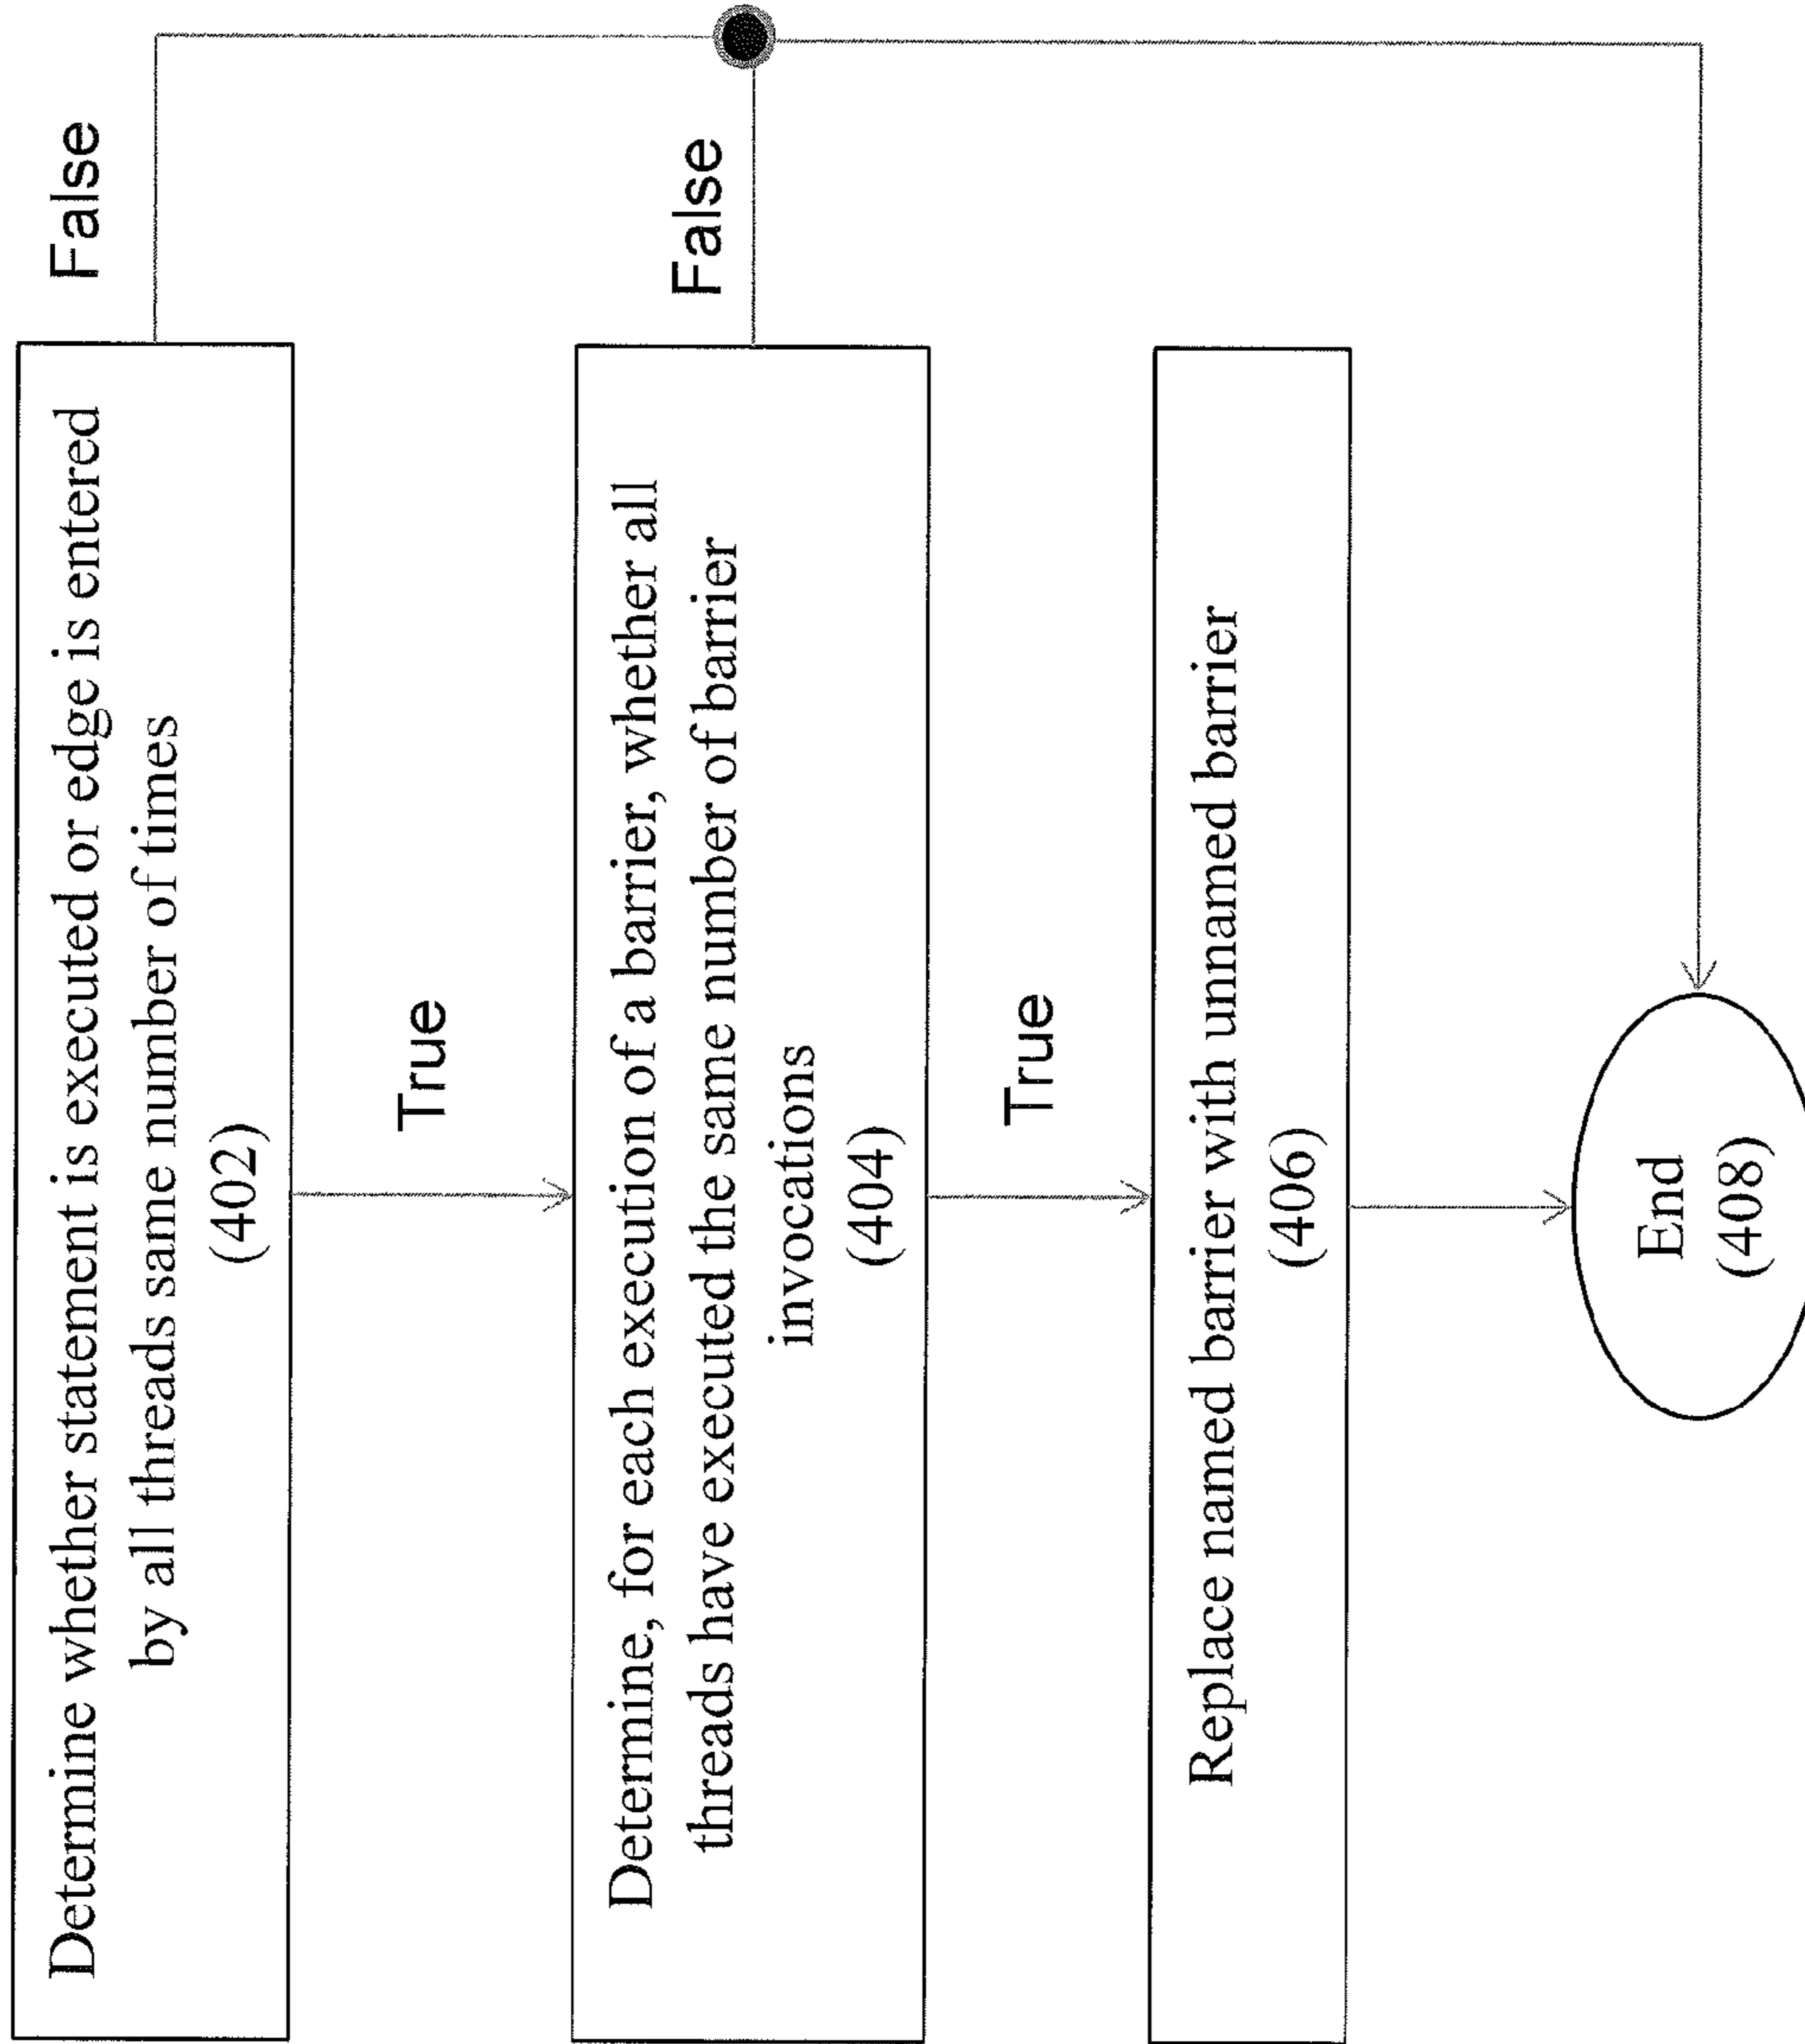 Determine whether statement is executed or edge is entered
by all threads same number of times
(402)
False
True
Determine, for each execution of a barrier, whether all
threads have executed the same number of barrier
invocations
(404)
False
True
Replace named barrier with unnamed barrier
(406)
End
(408)